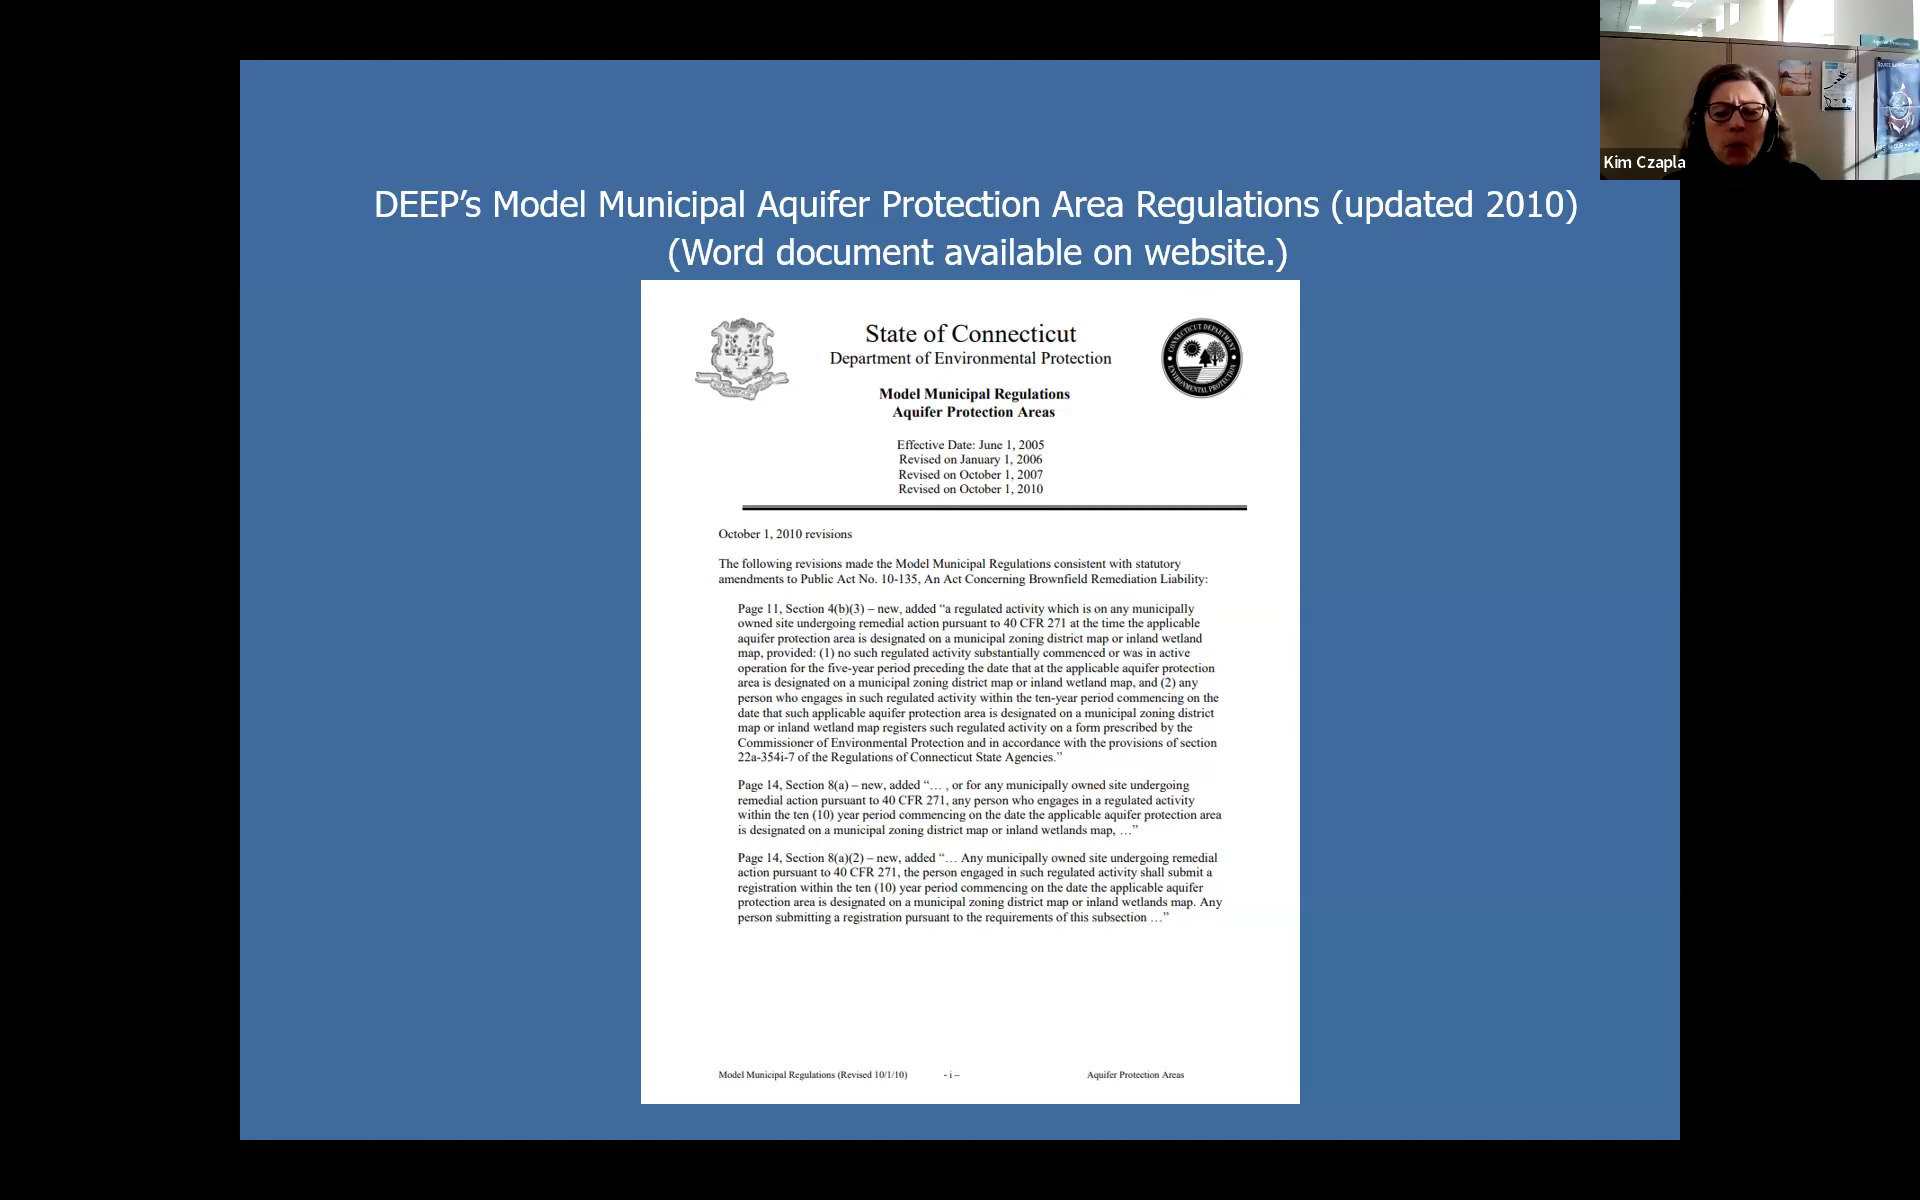 DEEP’s Model Municipal Aquifer Protection Area Regulations (updated 2010)
(Word document available on website.)
Kim Czapla
State of Connecticut
Department of Environmental Protection
Model Municipal Regulations
Aquifer Protection Areas
CONNECTICUT DEPARTMENT
ENVIRONMENTAL PROTECTION
Effective Date: June 1, 2005
Revised on January 1, 2006
Revised on October 1, 2007
Revised on October 1, 2010
October 1, 2010 revisions
The following revisions made the Model Municipal Regulations consistent with statutory
amendments to Public Act No. 10-135, An Act Concerning Brownfield Remediation Liability:
Page 11, Section 4(b)(3) – new, added “a regulated activity which is on any municipally
owned site undergoing remedial action pursuant to 40 CFR 271 at the time the applicable
aquifer protection area is designated on a municipal zoning district map or inland wetland
map, provided: (1) no such regulated activity substantially commenced or was in active
operation for the five-year period preceding the date that at the applicable aquifer protection
area is designated on a municipal zoning district map or inland wetland map, and (2) any
person who engages in such regulated activity within the ten-year period commencing on the
date that such applicable aquifer protection area is designated on a municipal zoning district
map or inland wetland map registers such regulated activity on a form prescribed by the
Commissioner of Environmental Protection and in accordance with the provisions of section
22a-354i-7 of the Regulations of Connecticut State Agencies.”
Page 14, Section 8(a) – new, added “… , or for any municipally owned site undergoing
remedial action pursuant to 40 CFR 271, any person who engages in a regulated activity
within the ten (10) year period commencing on the date the applicable aquifer protection area
is designated on a municipal zoning district map or inland wetlands map, …”
Page 14, Section 8(a)(2) – new, added “… Any municipally owned site undergoing remedial
action pursuant to 40 CFR 271, the person engaged in such regulated activity shall submit a
registration within the ten (10) year period commencing on the date the applicable aquifer
protection area is designated on a municipal zoning district map or inland wetlands map. Any
person submitting a registration pursuant to the requirements of this subsection …”
Model Municipal Regulations (Revised 10/1/10)
- i –
Aquifer Protection Areas